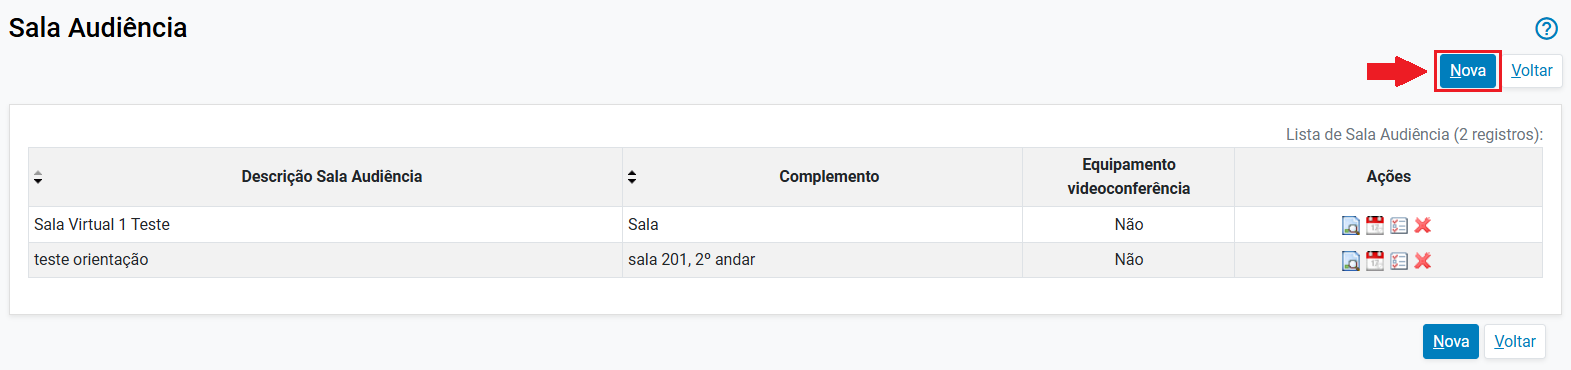 Sala Audiência
?
Nova Voltar
Lista de Sala Audiência (2 registros):
Descrição Sala Audiência Complemento Equipamento videoconferência Ações
Sala Virtual 1 Teste Sala Não
teste orientação sala 201, 2º andar Não
Nova Voltar